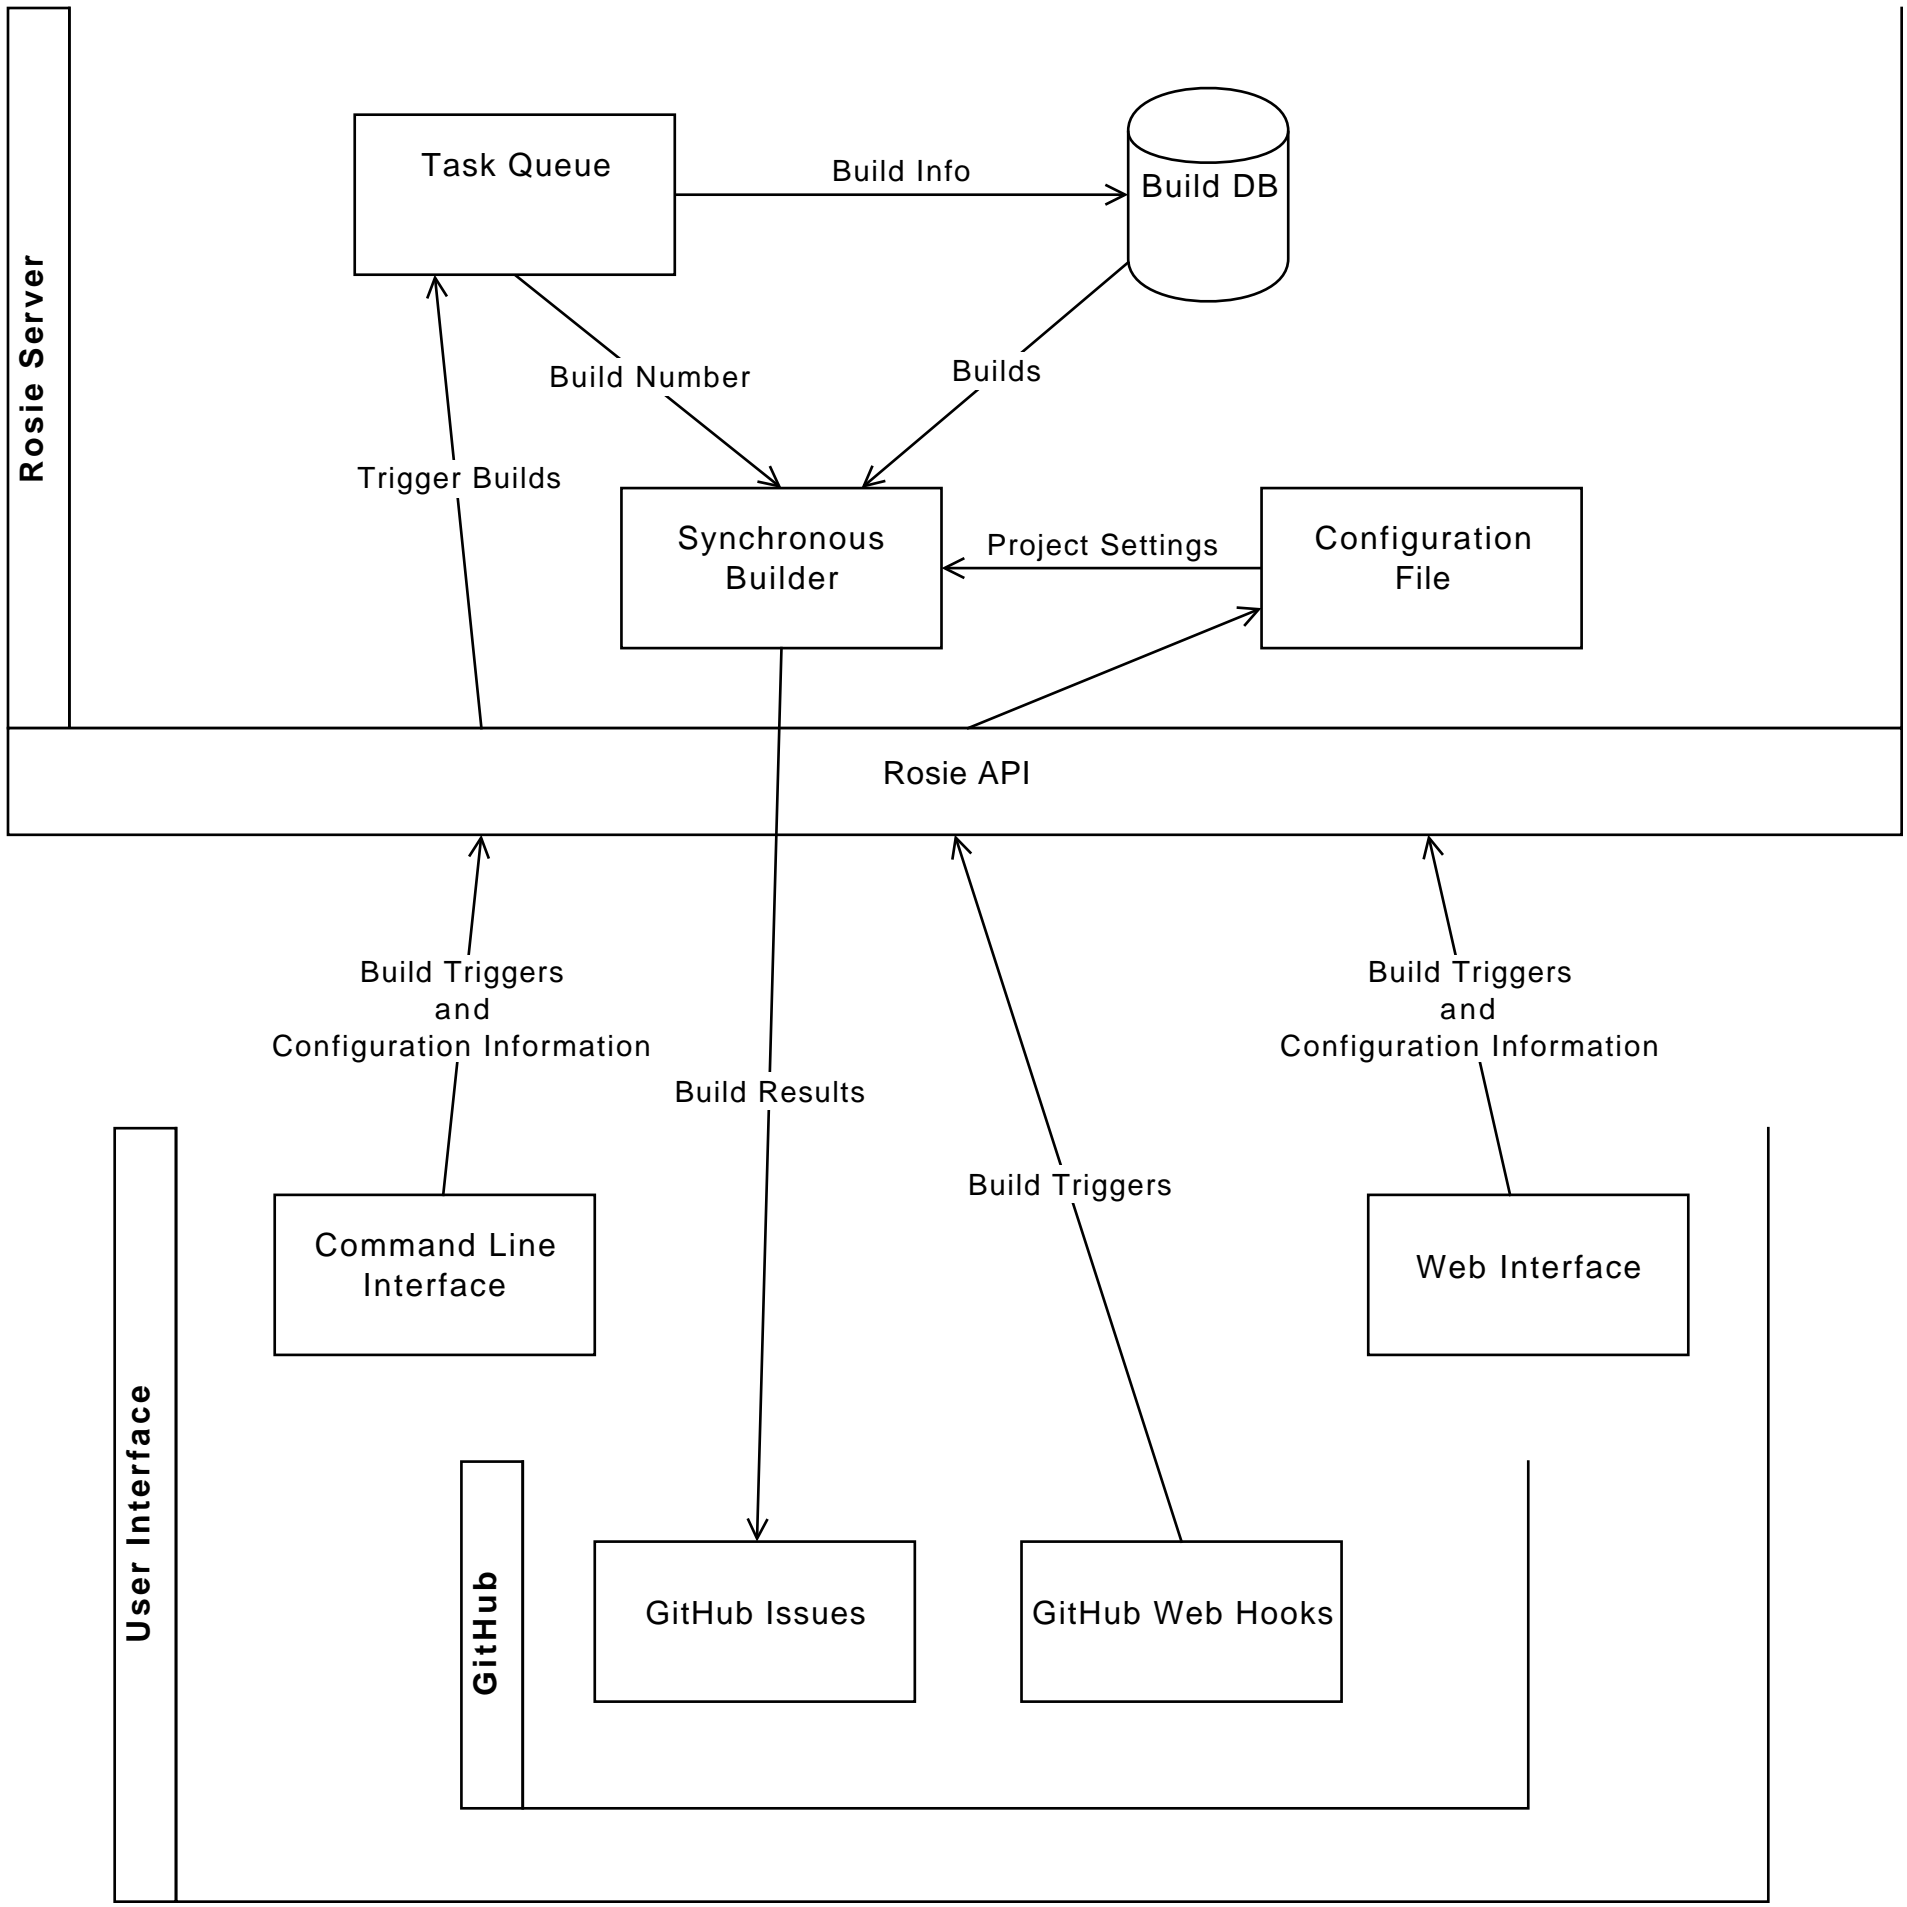 Rosie Server
Task Queue
Build Info
Build DB
Build Number
Builds
Trigger Builds
Synchronous
Builder
Project Settings
Configuration
File
Rosie API
Build Triggers
and
Configuration Information
Build Results
Build Triggers
Build Triggers
and
Configuration Information
User Interface
Command Line
Interface
Web Interface
GitHub
GitHub Issues
GitHub Web Hooks